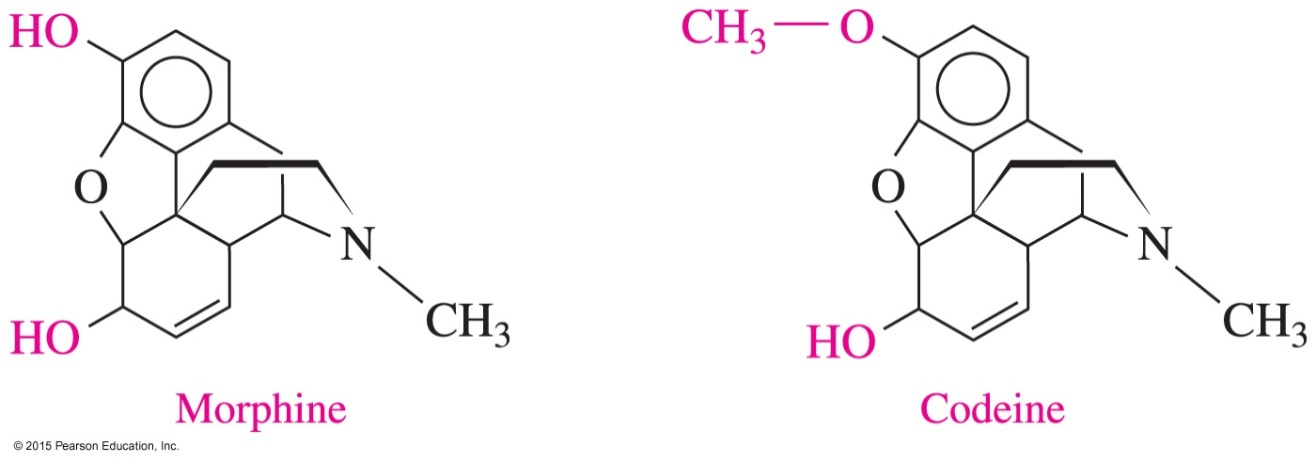 HO
CH₃ — O
O
O
N
N
CH₃
CH₃
HO
HO
Morphine
Codeine
© 2015 Pearson Education, Inc.